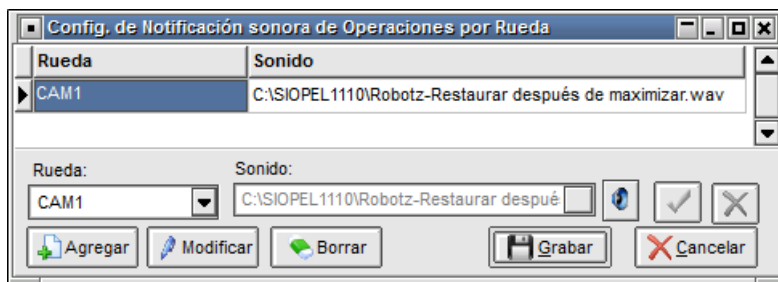 Config. de Notificación sonora de Operaciones por Rueda
Rueda Sonido
CAM1 C:\SIOPEL1110\Robotz-Restaurar después de maximizar.wav
Rueda: Sonido:
CAM1 C:\SIOPEL1110\Robotz-Restaurar despué
Agregar Modificar Borrar Grabar Cancelar